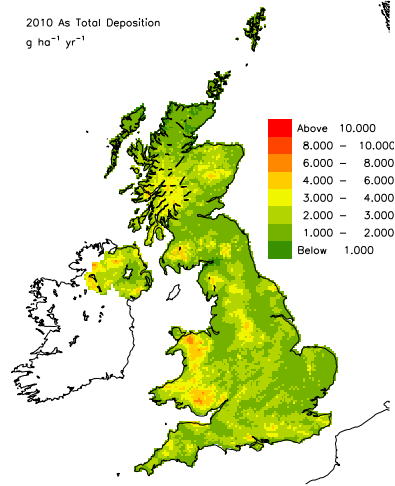 2010 As Total Deposition
g ha⁻¹ yr⁻¹
Above 10.000
8.000 – 10.000
6.000 – 8.000
4.000 – 6.000
3.000 – 4.000
2.000 – 3.000
1.000 – 2.000
Below 1.000